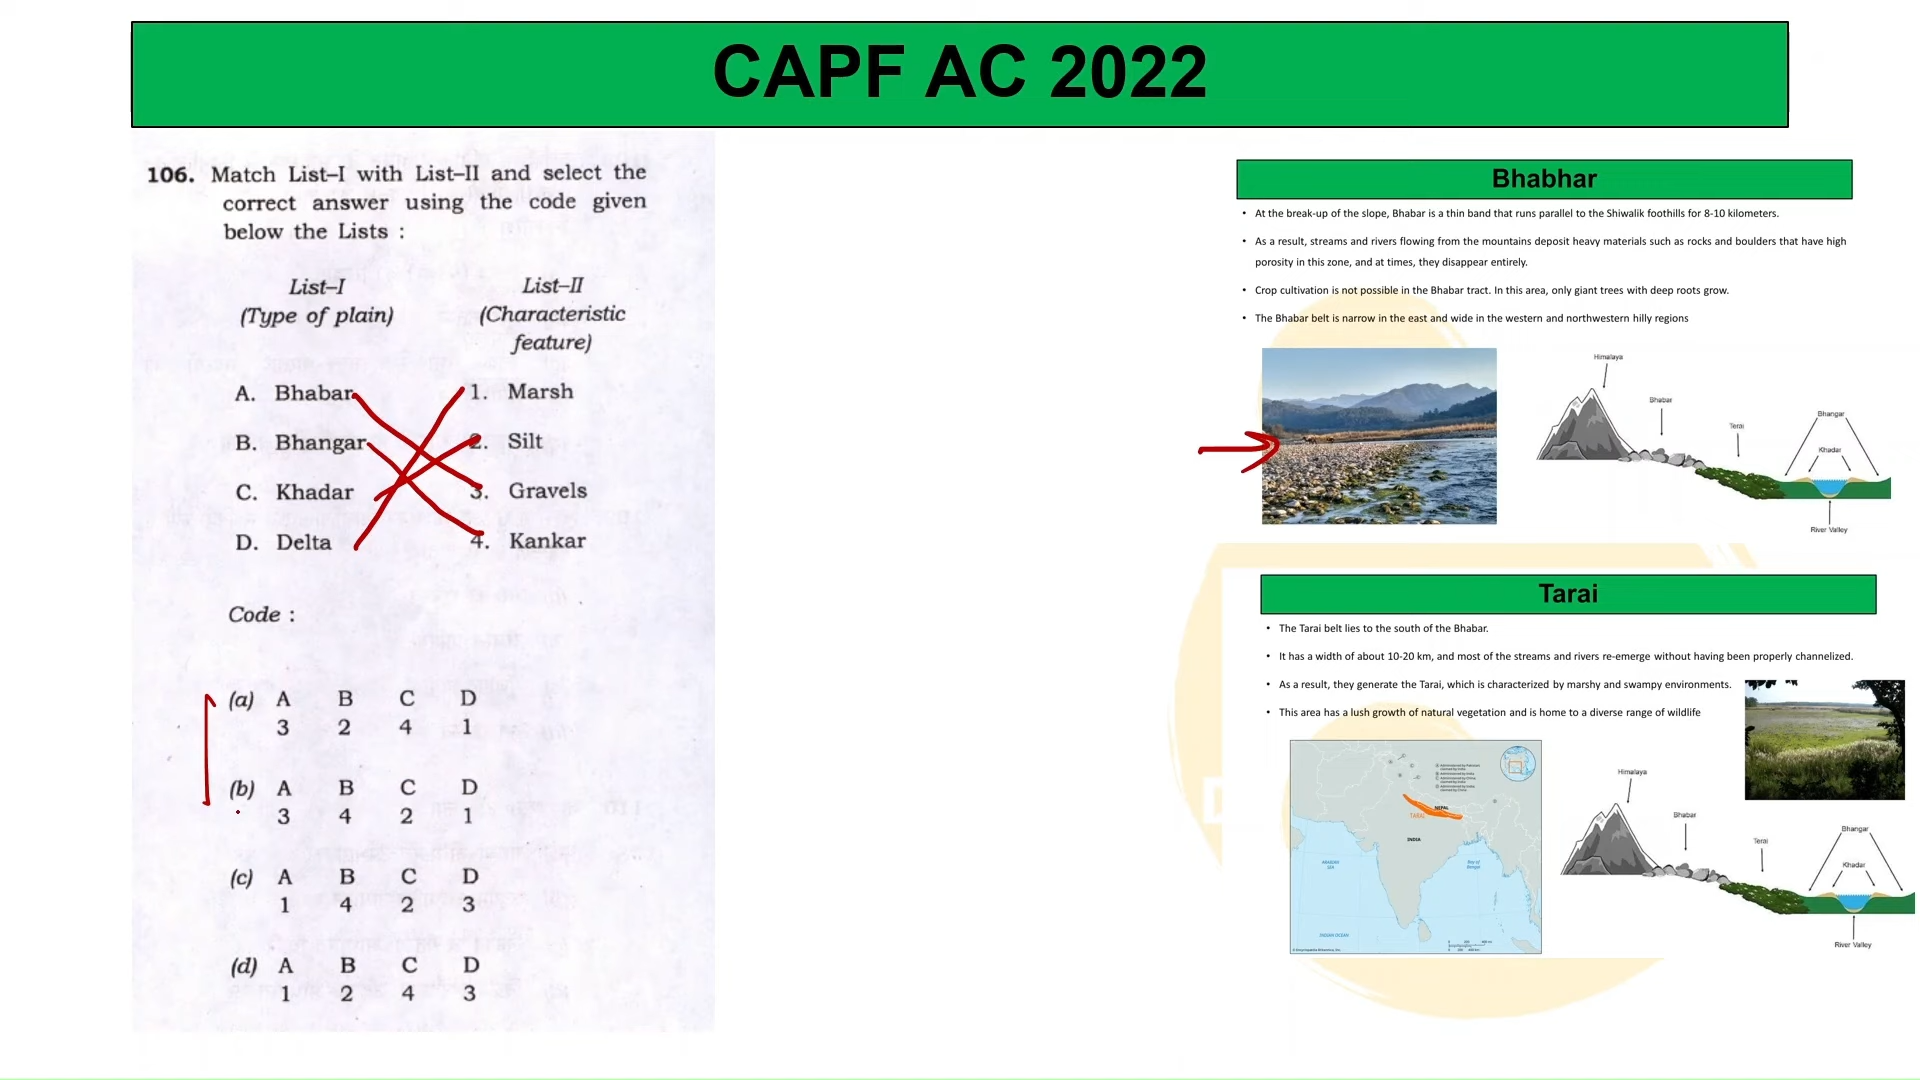 CAPF AC 2022
106. Match List–I with List–II and select the
correct answer using the code given
below the Lists :
List–I List–II
(Type of plain) (Characteristic
feature)
A. Bhabar 1. Marsh
B. Bhangar 2. Silt
C. Khadar 3. Gravels
D. Delta 4. Kankar
Code :
(a) A B C D
3 2 4 1
(b) A B C D
3 4 2 1
(c) A B C D
1 4 2 3
(d) A B C D
1 2 4 3
Bhabhar
• At the break-up of the slope, Bhabar is a thin band that runs parallel to the Shiwalik foothills for 8-10 kilometers.
• As a result, streams and rivers flowing from the mountains deposit heavy materials such as rocks and boulders that have high
porosity in this zone, and at times, they disappear entirely.
• Crop cultivation is not possible in the Bhabar tract. In this area, only giant trees with deep roots grow.
• The Bhabar belt is narrow in the east and wide in the western and northwestern hilly regions
Himalaya
Bhabar
Terai
Bhangar
Khadar
River Valley
Tarai
• The Tarai belt lies to the south of the Bhabar.
• It has a width of about 10-20 km, and most of the streams and rivers re-emerge without having been properly channelized.
• As a result, they generate the Tarai, which is characterized by marshy and swampy environments.
• This area has a lush growth of natural vegetation and is home to a diverse range of wildlife
NEPAL
TARAI
INDIA
ARABIAN
SEA
Bay of
Bengal
INDIAN OCEAN
Himalaya
Bhabar
Terai
Bhangar
Khadar
River Valley